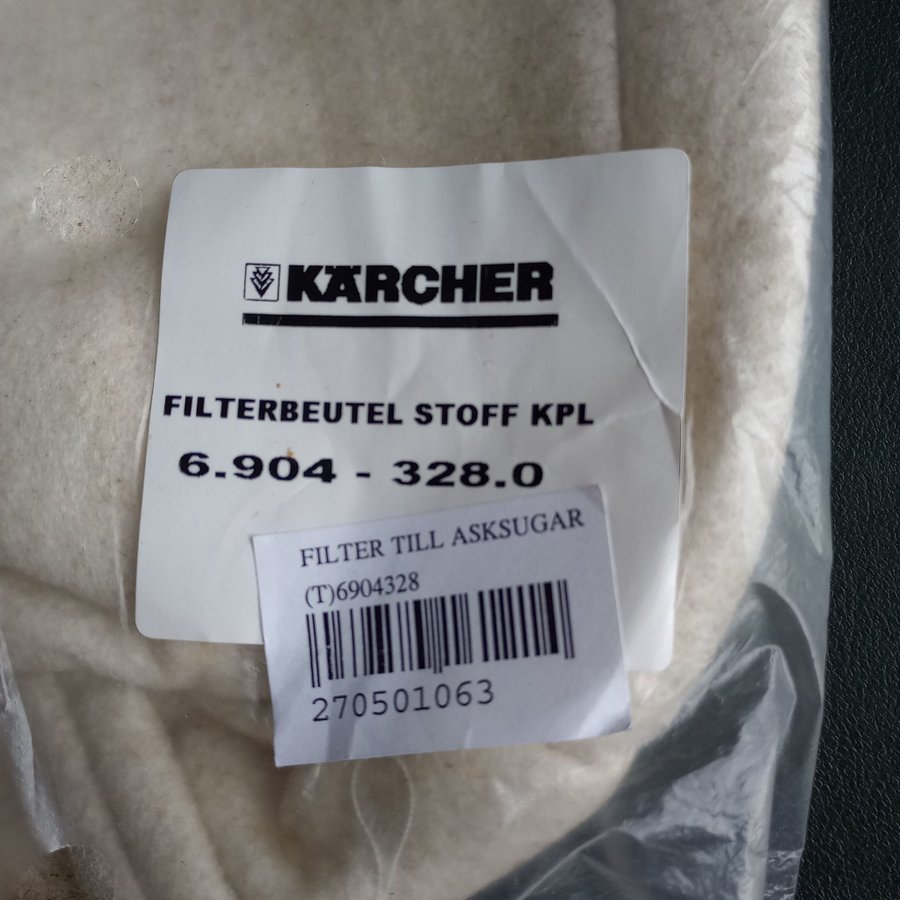 KÄRCHER
FILTERBEUTEL STOFF KPL
6.904 - 328.0
FILTER TILL ASKSUGAR
(T)6904328
270501063